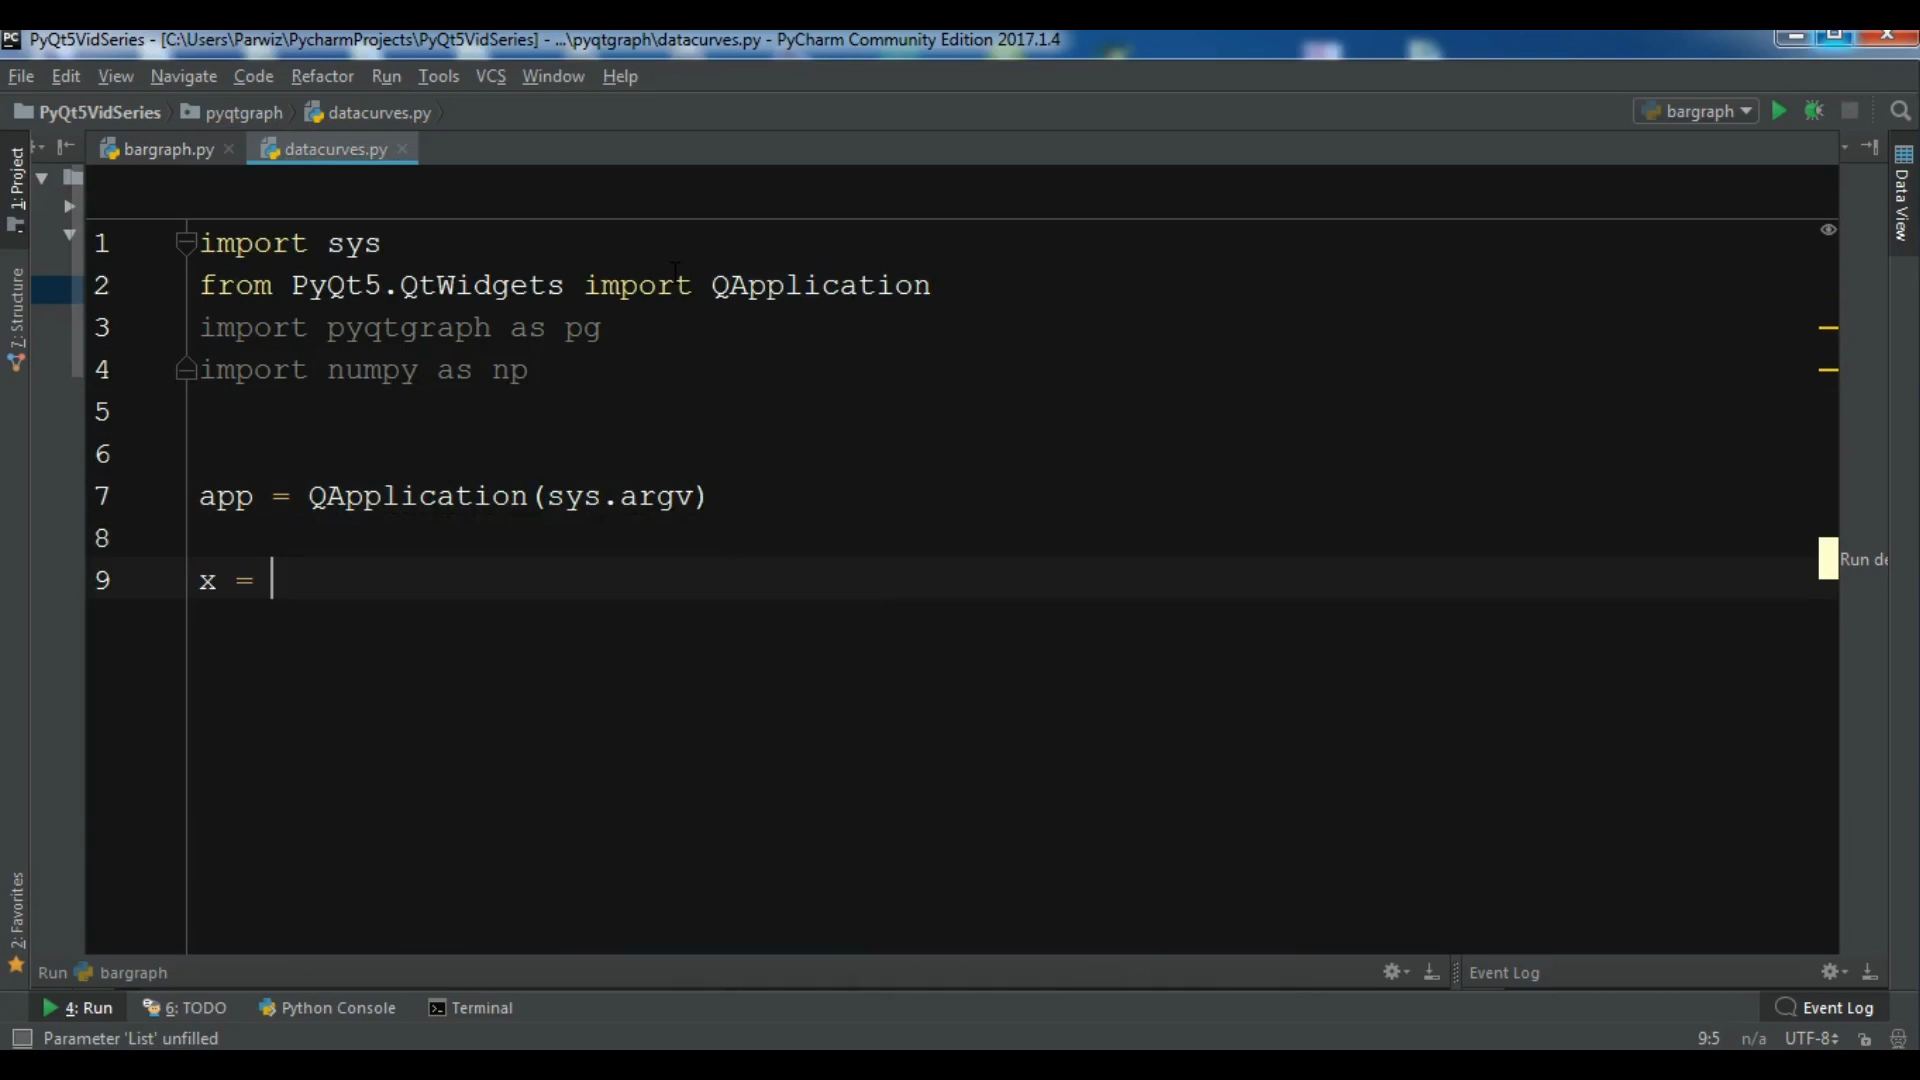 PyQt5VidSeries - [C:\Users\Parwiz\PycharmProjects\PyQt5VidSeries] - ...\pyqtgraph\datacurves.py - PyCharm Community Edition 2017.1.4
File Edit View Navigate Code Refactor Run Tools VCS Window Help
PyQt5VidSeries pyqtgraph datacurves.py bargraph
bargraph.py datacurves.py
1: Project
7: Structure
2: Favorites
Data View
1 import sys
2 from PyQt5.QtWidgets import QApplication
3 import pyqtgraph as pg
4 import numpy as np
5
6
7 app = QApplication(sys.argv)
8
9 x =
Run de
Run bargraph Event Log
4: Run 6: TODO Python Console Terminal Event Log
Parameter 'List' unfilled 9:5 n/a UTF-8